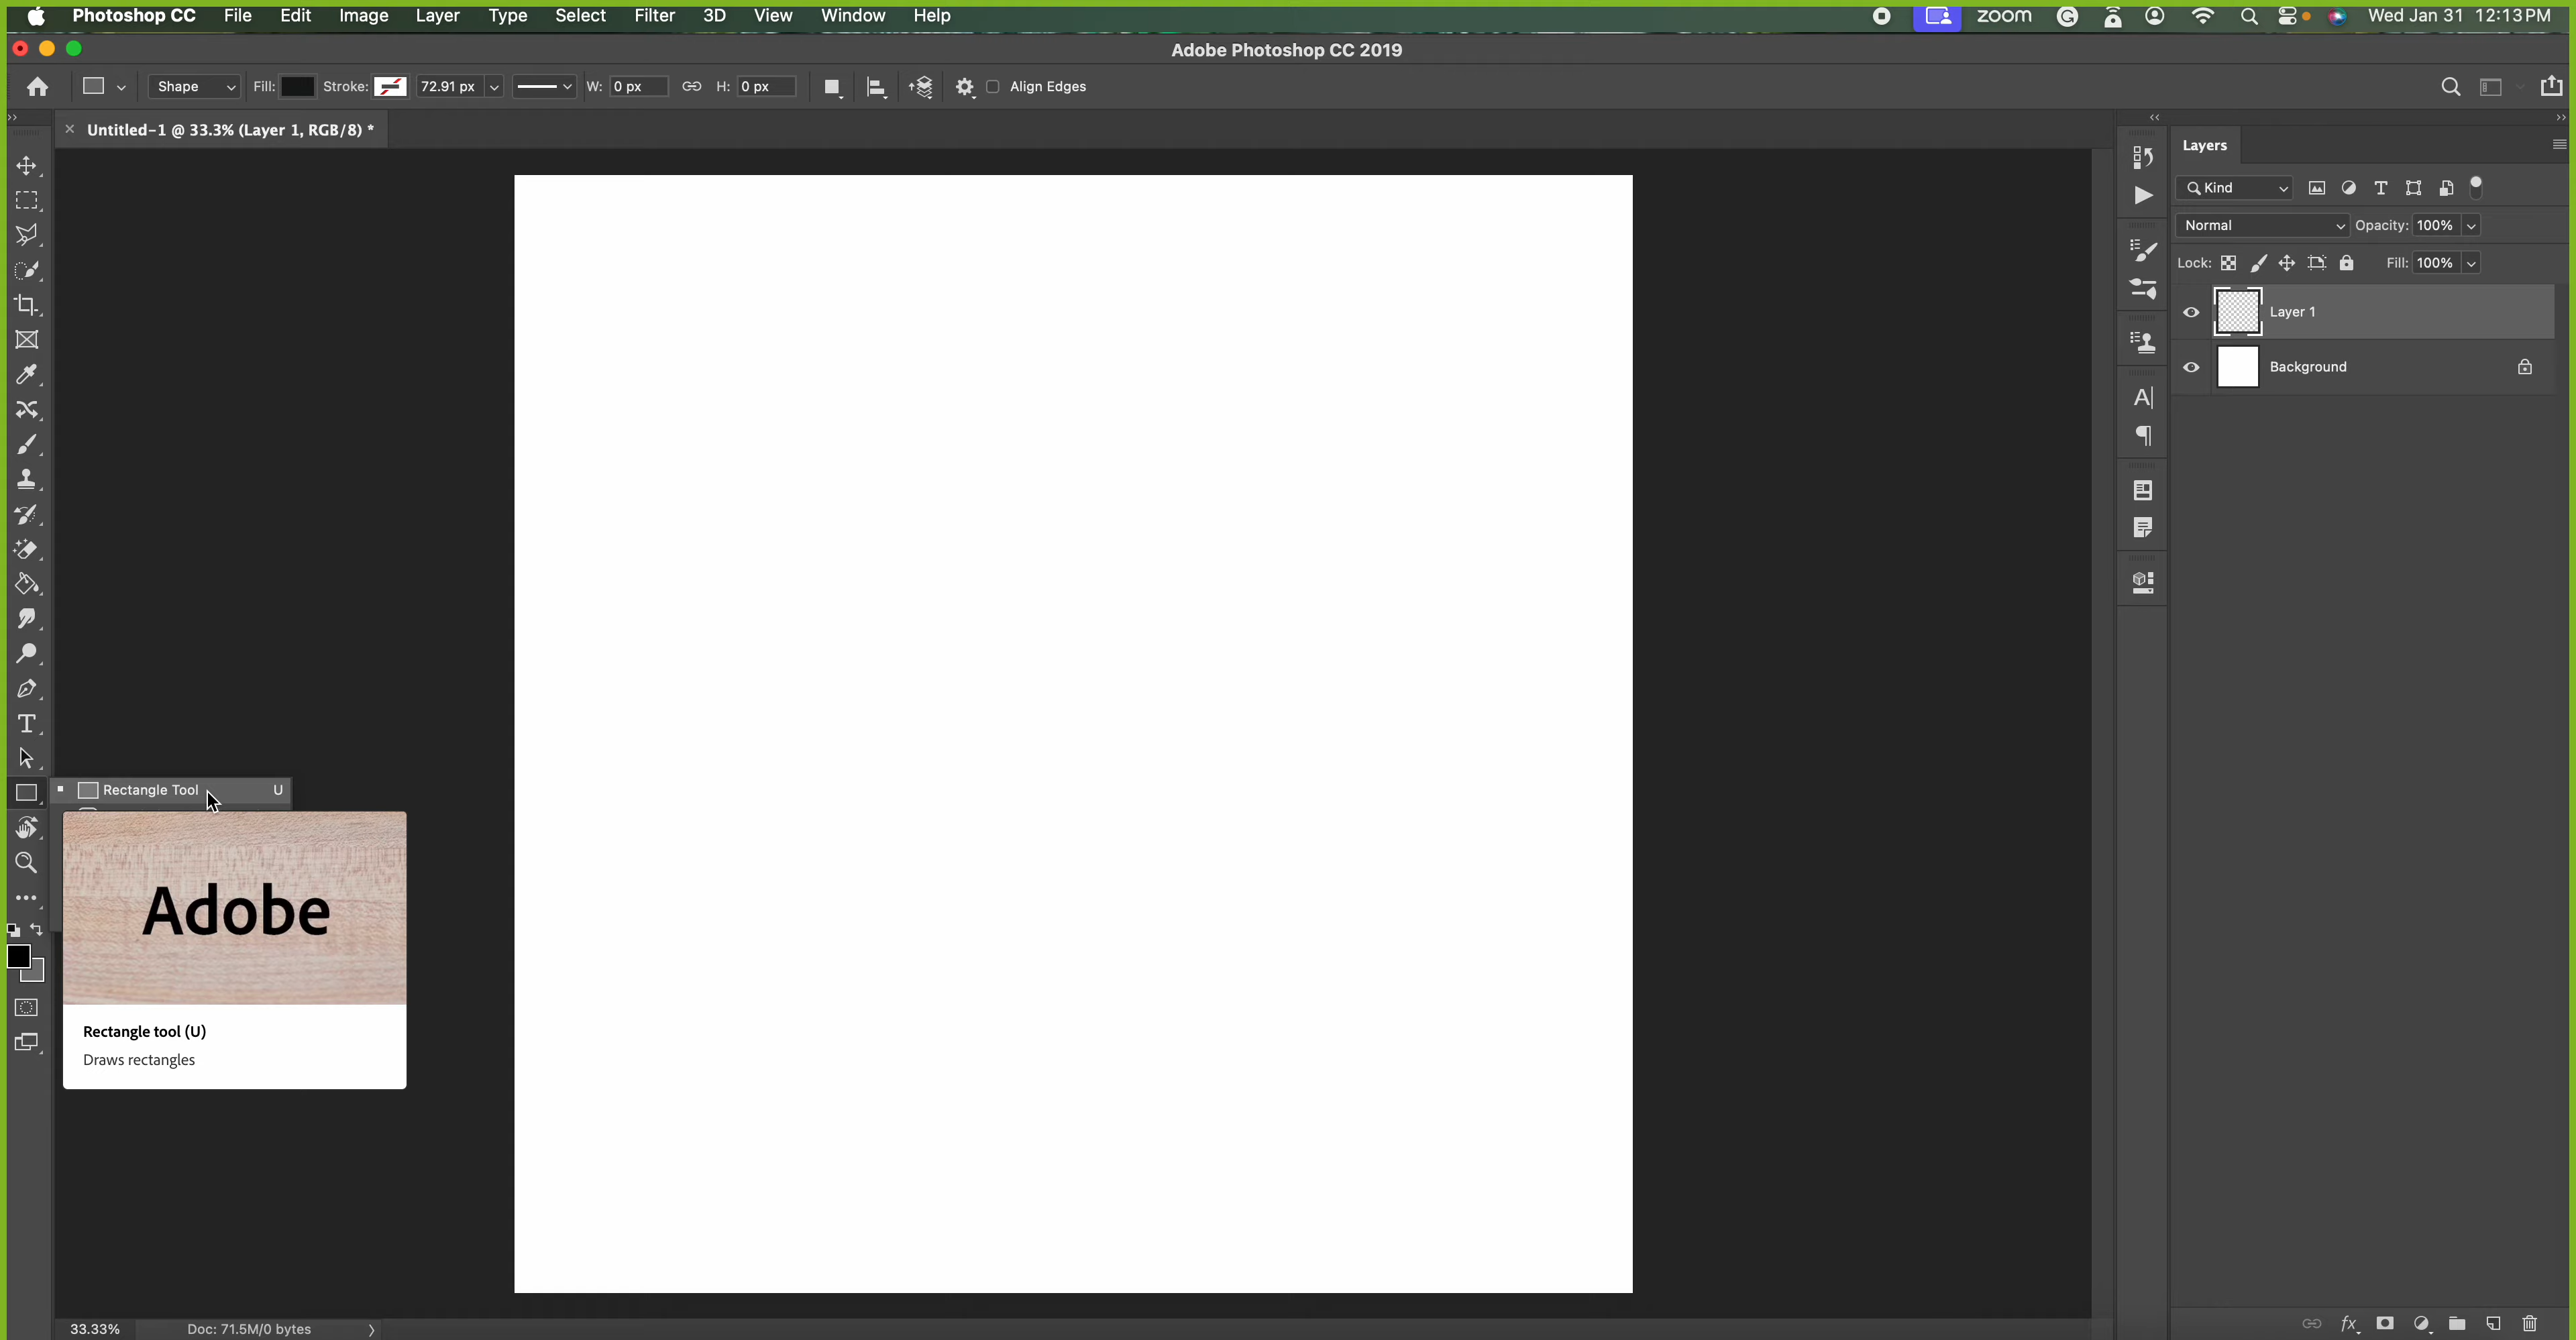 Photoshop CC File Edit Image Layer Type Select Filter 3D View Window Help zoom Wed Jan 31 12:13 PM
Adobe Photoshop CC 2019
Shape Fill: Stroke: 72.91 px W: 0 px H: 0 px Align Edges
Untitled-1 @ 33.3% (Layer 1, RGB/8) *
Layers
Kind
Normal Opacity: 100%
Lock: Fill: 100%
Layer 1
Background
Rectangle Tool U
Adobe
Rectangle tool (U)
Draws rectangles
33.33% Doc: 71.5M/0 bytes